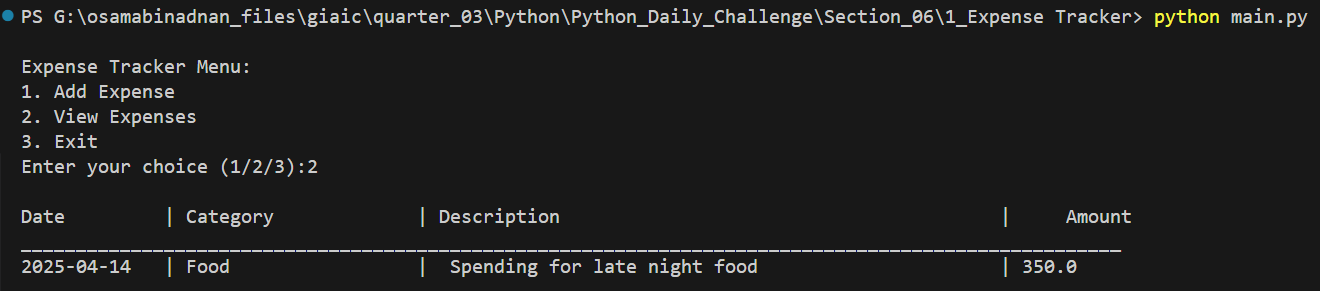 PS G:\osamabinadnan_files\giaic\quarter_03\Python\Python_Daily_Challenge\Section_06\1_Expense Tracker> python main.py
Expense Tracker Menu:
1. Add Expense
2. View Expenses
3. Exit
Enter your choice (1/2/3):2
Date         | Category             | Description                                        |     Amount
____________________________________________________________________________________________________
2025-04-14   | Food                 |  Spending for late night food                      | 350.0